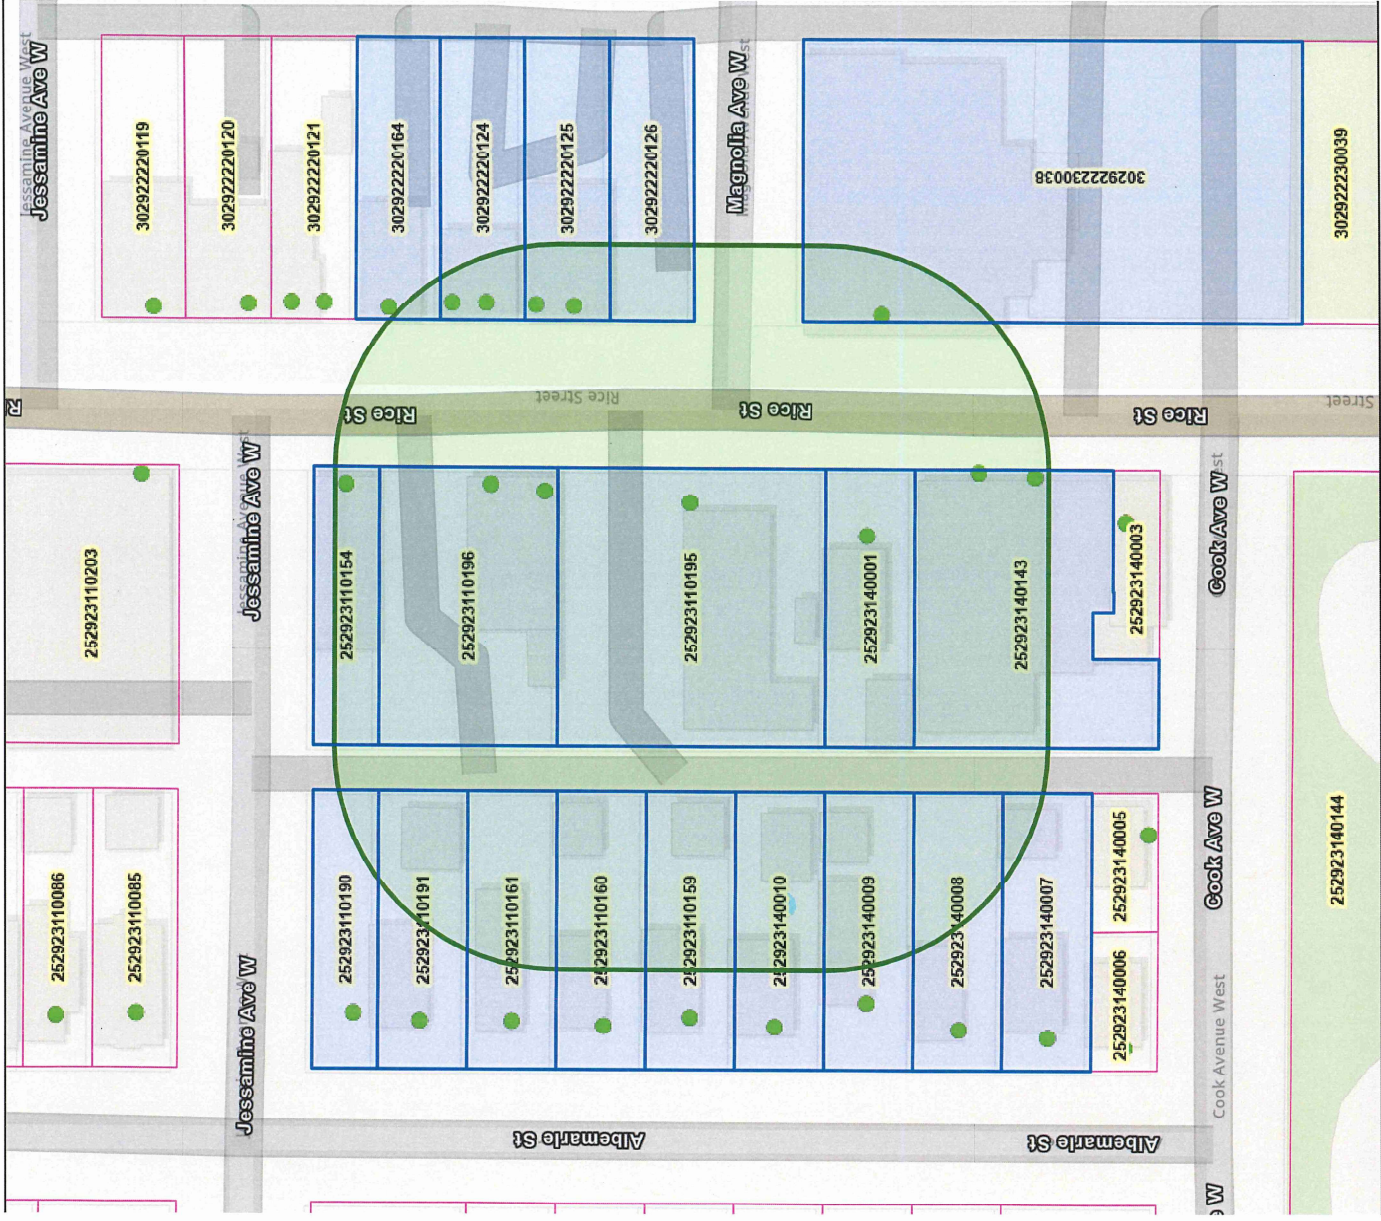 Jessamine Avenue West
Jessamine Ave W
302922220119
302922220120
302922220121
302922220164
302922220124
302922220125
302922220126
Magnolia Ave W
302922230038
302922230039
R
Rice St
Rice Street
Rice St
Rice St
Street
252923110203
Jessamine Avenue West
Jessamine Ave W
252923110154
252923110196
252923110195
252923140001
252923140143
252923140003
Cook Ave W
252923110086
252923110085
252923110190
252923110191
252923110161
252923110160
252923110159
252923140010
252923140009
252923140008
252923140007
252923140005
252923140006
Cook Ave W
252923140144
Jessamine Ave W
Cook Avenue West
Albemarle St
Albemarle St
e W